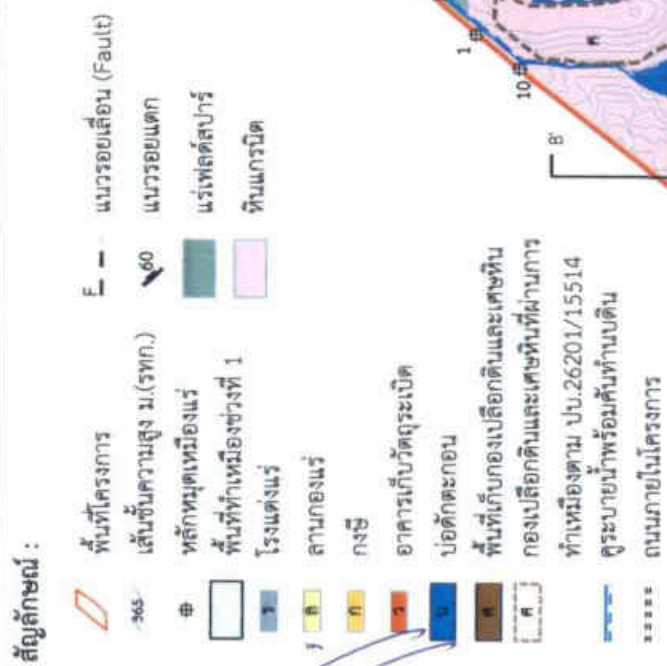 สัญลักษณ์ :
พื้นที่โครงการ
365 เส้นชั้นความสูง ม.(รทก.)
หลักหมุดเหมืองแร่
พื้นที่ทำเหมืองช่วงที่ 1
ร โรงแต่งแร่
ล ลานกองแร่
ก กงษี
ว อาคารเก็บวัตถุระเบิด
น บ่อดักตะกอน
ศ พื้นที่เก็บกองเปลือกดินและเศษหิน
ศ กองเปลือกดินและเศษหินที่ผ่านการ
ทำเหมืองตาม ปบ.26201/15514
คูระบายน้ำพร้อมคันทำนบดิน
ถนนภายในโครงการ
F แนวรอยเลื่อน (Fault)
60 แนวรอยแตก
แร่เฟลด์สปาร์
หินแกรนิต
1
10
B'
ศ